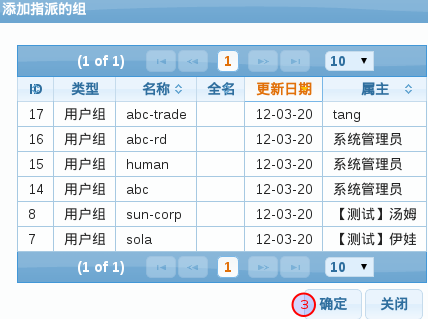 添加指派的组
(1 of 1) 1 10
ID 类型 名称 全名 更新日期 属主
17 用户组 abc-trade 12-03-20 tang
16 用户组 abc-rd 12-03-20 系统管理员
15 用户组 human 12-03-20 系统管理员
14 用户组 abc 12-03-20 系统管理员
8 用户组 sun-corp 12-03-20 【测试】汤姆
7 用户组 sola 12-03-20 【测试】伊娃
(1 of 1) 1 10
3 确定 关闭